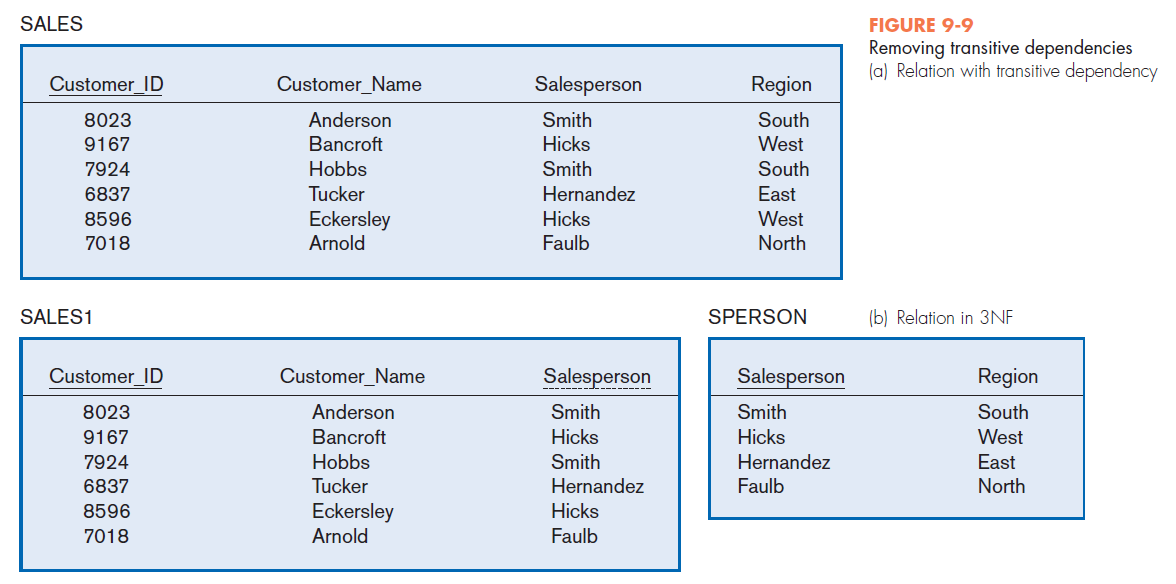 SALES
FIGURE 9-9
Removing transitive dependencies
(a) Relation with transitive dependency
Customer_ID Customer_Name Salesperson Region
8023 Anderson Smith South
9167 Bancroft Hicks West
7924 Hobbs Smith South
6837 Tucker Hernandez East
8596 Eckersley Hicks West
7018 Arnold Faulb North
SALES1
Customer_ID Customer_Name Salesperson
8023 Anderson Smith
9167 Bancroft Hicks
7924 Hobbs Smith
6837 Tucker Hernandez
8596 Eckersley Hicks
7018 Arnold Faulb
SPERSON
(b) Relation in 3NF
Salesperson Region
Smith South
Hicks West
Hernandez East
Faulb North